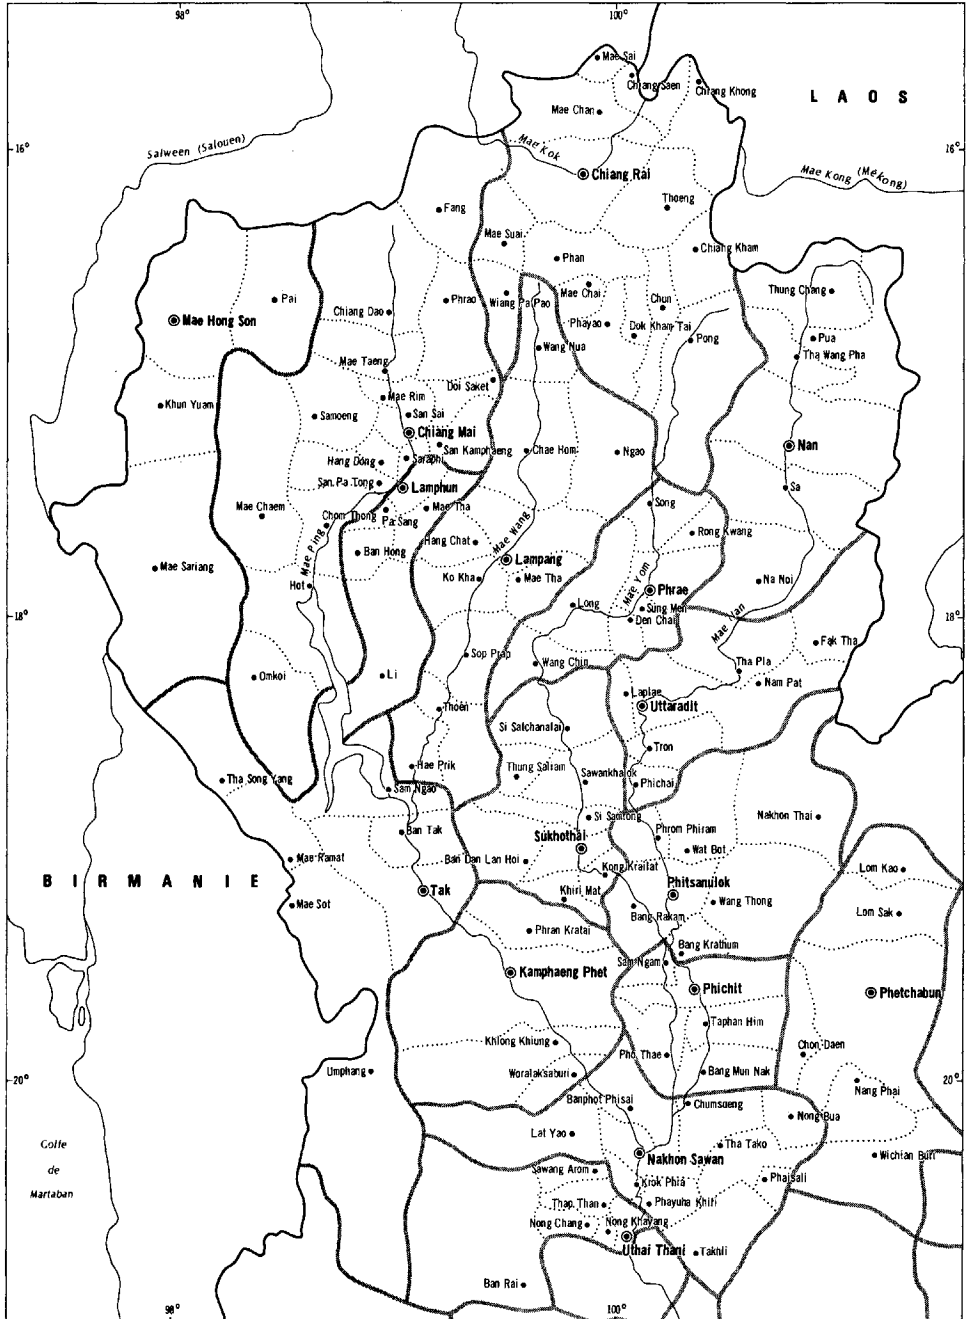 98°
100°
Mae Sai
Chiang Saen
Chiang Khong
LAOS
Mae Chan
Salween (Salouen)
16°
Mae Kok
16°
Chiang Rai
Mae Kong (Mékong)
Thoeng
Fang
Mae Suai
Chiang Kham
Phan
Pai
Phrao
Wiang Pa Pao
Mae Chai
Chun
Thung Chang
Mae Hong Son
Chiang Dao
Phayao
Dok Kham Tai
Pong
Pua
Wang Nua
Tha Wang Pha
Mae Taeng
Doi Saket
Khun Yuam
Mae Rim
Samoeng
San Sai
Chiang Mai
Nan
San Kamphaeng
Chae Hom
Ngao
Hang Dong
Saraphi
San Pa Tong
Lamphun
Sa
Mae Chaem
Chom Thong
Pa Sang
Mae Tha
Song
Mae Ping
Mae Wang
Rong Kwang
Ban Hong
Hang Chat
Mae Sariang
Lampang
Hot
Ko Kha
Mae Tha
Mae Yom
Phrae
Na Noi
Long
Sung Men
Den Chai
Mae Nan
18°
18°
Fak Tha
Sop Prap
Wang Chin
Tha Pla
Omkoi
Li
Nam Pat
Laplae
Uttaradit
Thoen
Si Satchanalai
Tron
Tha Song Yang
Mae Prik
Thung Saliam
Sawankhalok
Phichai
Sam Ngao
Si Samrong
Nakhon Thai
Ban Tak
Sukhothai
Phrom Phiram
Wat Bot
Mae Ramat
Ban Dan Lan Hoi
Kong Krailat
Lom Kao
BIRMANIE
Tak
Khiri Mat
Phitsanulok
Mae Sot
Wang Thong
Lom Sak
Bang Rakam
Phran Kratai
Bang Krathum
Sam Ngam
Kamphaeng Phet
Phichit
Phetchabun
Taphan Hin
Khlong Khlung
Pho Thae
Chon Daen
Umphang
Woralaksaburi
Bang Mun Nak
20°
Nang Phai
Banphot Phisai
Chumsaeng
Nong Bua
Golfe
de
Martaban
Lat Yao
Tha Tako
Nakhon Sawan
Wichian Buri
Sawang Arom
Krok Phra
Phaisali
Thap Than
Phayuha Khiri
Nong Chang
Nong Khayang
Uthai Thani
Takhli
Ban Rai
98°
100°